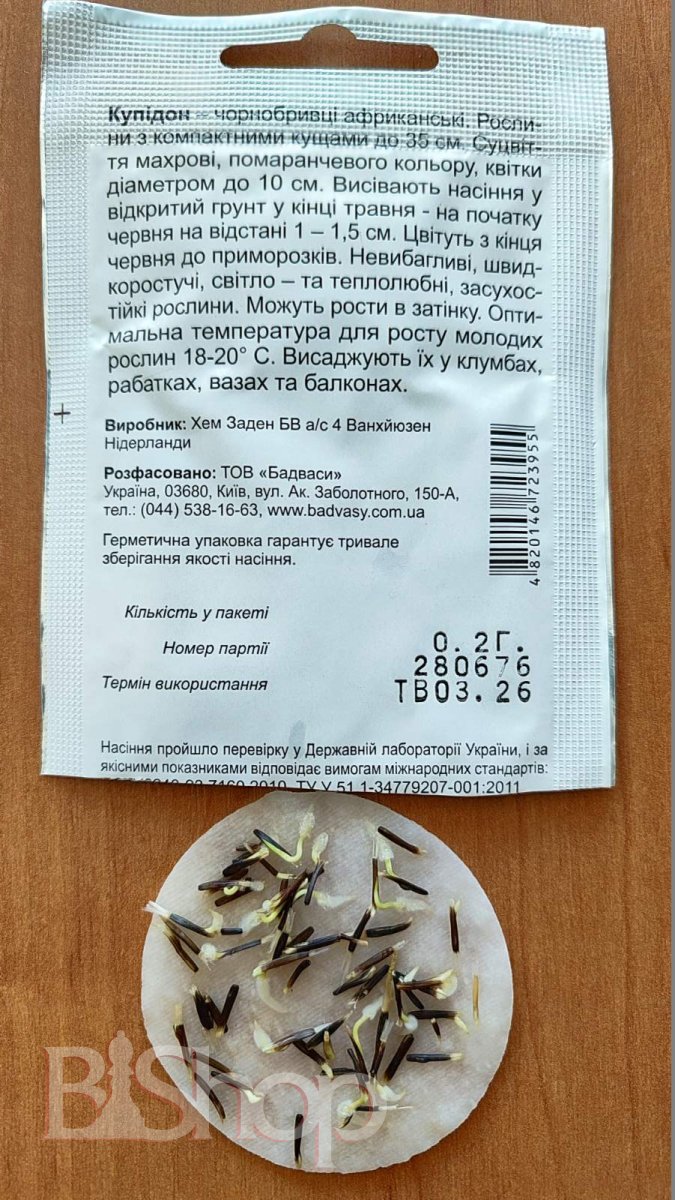 Купідон – чорнобривці африканські. Росли-
ни з компактними кущами до 35 см. Суцвіт-
тя махрові, помаранчевого кольору, квітки
діаметром до 10 см. Висівають насіння у
відкритий грунт у кінці травня - на початку
червня на відстані 1 – 1,5 см. Цвітуть з кінця
червня до приморозків. Невибагливі, швид-
коростучі, світло – та теплолюбні, засухос-
тійкі рослини. Можуть рости в затінку. Опти-
мальна температура для росту молодих
рослин 18-20° С. Висаджують їх у клумбах,
рабатках, вазах та балконах.
Виробник: Хем Заден БВ а/с 4 Ванхйюзен
Нідерланди
Розфасовано: ТОВ «Бадваси»
Україна, 03680, Київ, вул. Ак. Заболотного, 150-А,
тел.: (044) 538-16-63, www.badvasy.com.ua
Герметична упаковка гарантує тривале
зберігання якості насіння.
4 820146 723955
Кількість у пакеті 0.2Г.
Номер партії 280676
Термін використання ТВ03.26
Насіння пройшло перевірку у Державній лабораторії України, і за
якісними показниками відповідає вимогам міжнародних стандартів:
ТУ У 51.1-34779207-001:2011
BiShop